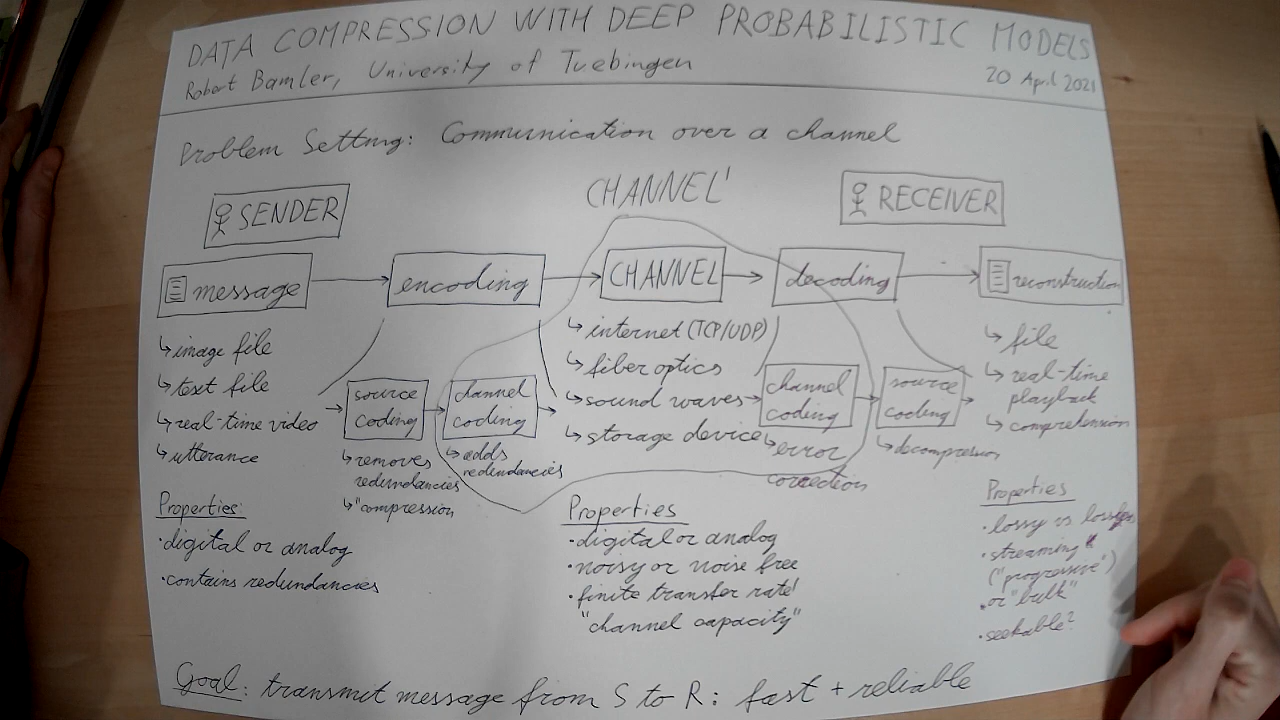 DATA COMPRESSION WITH DEEP PROBABILISTIC MODELS
Robert Bamler, University of Tuebingen
20 April 2021
Problem Setting: Communication over a channel
SENDER
CHANNEL'
RECEIVER
message
encoding
CHANNEL
decoding
reconstruction
↳ image file
↳ text file
↳ real-time video
↳ utterance
source
coding
↳ removes
redundancies
↳ "compression
channel
coding
↳ adds
redundancies
↳ internet (TCP/UDP)
↳ fiber optics
↳ sound waves
↳ storage device
channel
coding
↳ error
correction
source
coding
↳ decompression
↳ file
↳ real-time
playback
↳ comprehension
Properties:
· digital or analog
· contains redundancies
Properties
· digital or analog
· noisy or noise free
· finite transfer rate
"channel capacity"
Properties
· lossy vs lossless
· streaming"
("progressive")
· or "bulk"
· seekable?
Goal: transmit message from S to R: fast + reliable